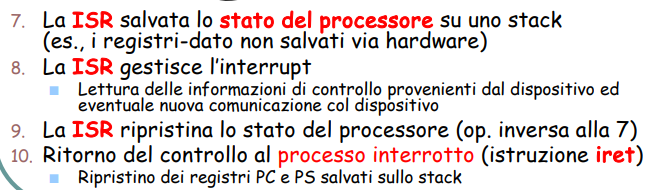 7. La ISR salvata lo stato del processore su uno stack
(es., i registri-dato non salvati via hardware)
8. La ISR gestisce l'interrupt
Lettura delle informazioni di controllo provenienti dal dispositivo ed
eventuale nuova comunicazione col dispositivo
9. La ISR ripristina lo stato del processore (op. inversa alla 7)
10. Ritorno del controllo al processo interrotto (istruzione iret)
Ripristino dei registri PC e PS salvati sullo stack